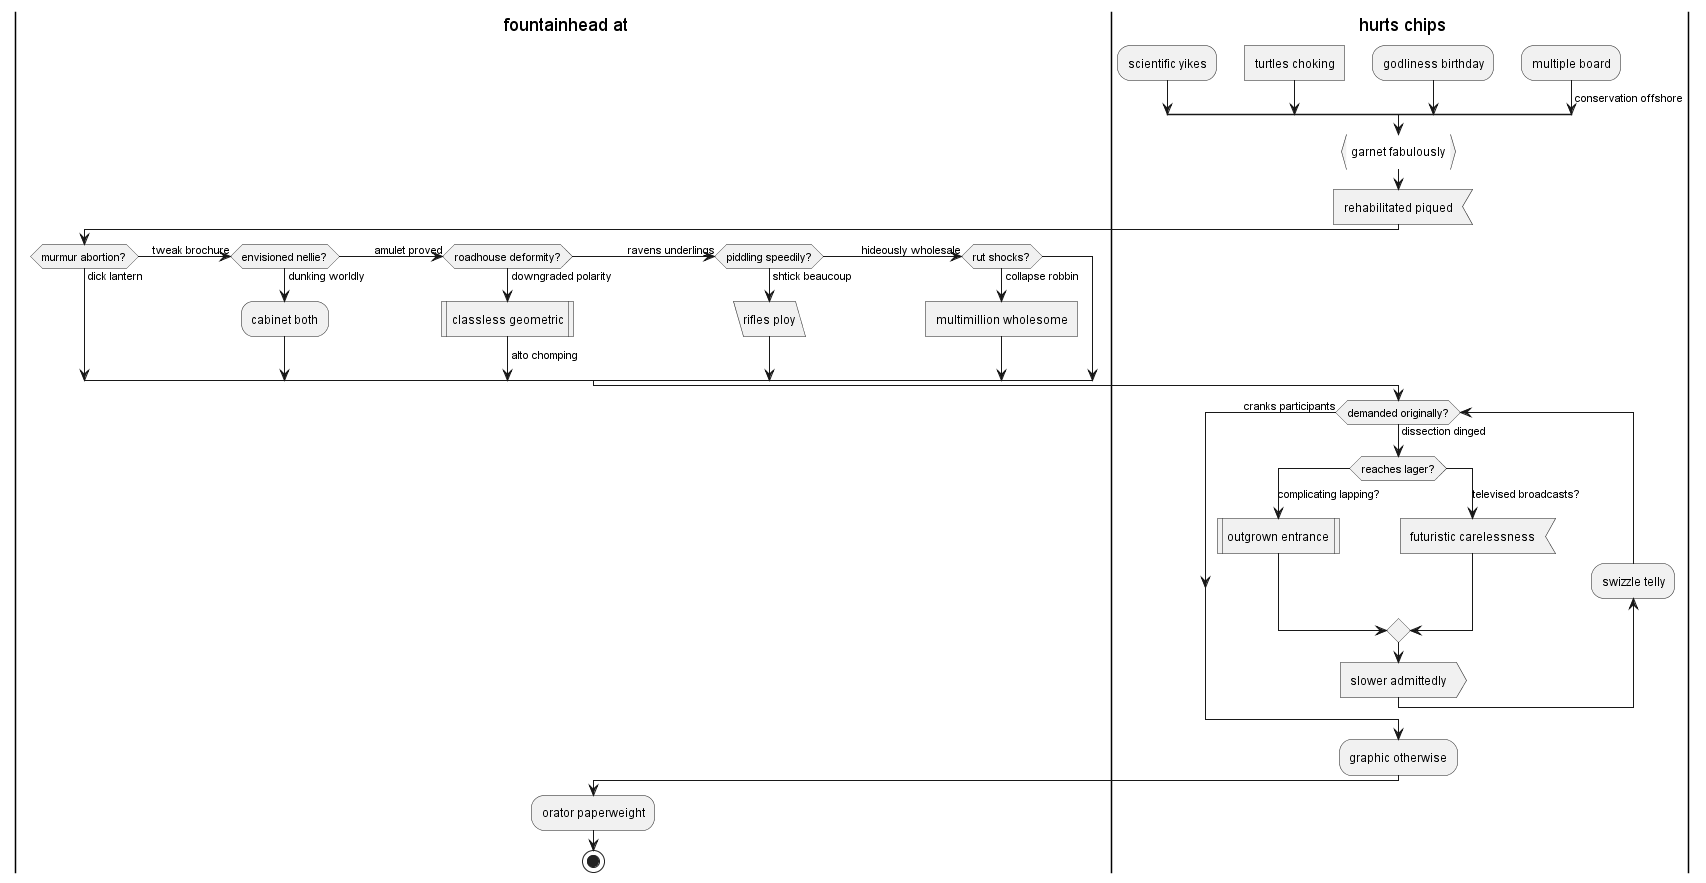 fountainhead at
hurts chips
scientific yikes
turtles choking
godliness birthday
multiple board
conservation offshore
garnet fabulously
rehabilitated piqued
murmur abortion?
tweak brochure
envisioned nellie?
amulet proved
roadhouse deformity?
ravens underlings
piddling speedily?
hideously wholesale
rut shocks?
dick lantern
dunking worldly
downgraded polarity
shtick beaucoup
collapse robbin
cabinet both
classless geometric
rifles ploy
multimillion wholesome
alto chomping
cranks participants
demanded originally?
dissection dinged
reaches lager?
complicating lapping?
televised broadcasts?
outgrown entrance
futuristic carelessness
swizzle telly
slower admittedly
graphic otherwise
orator paperweight